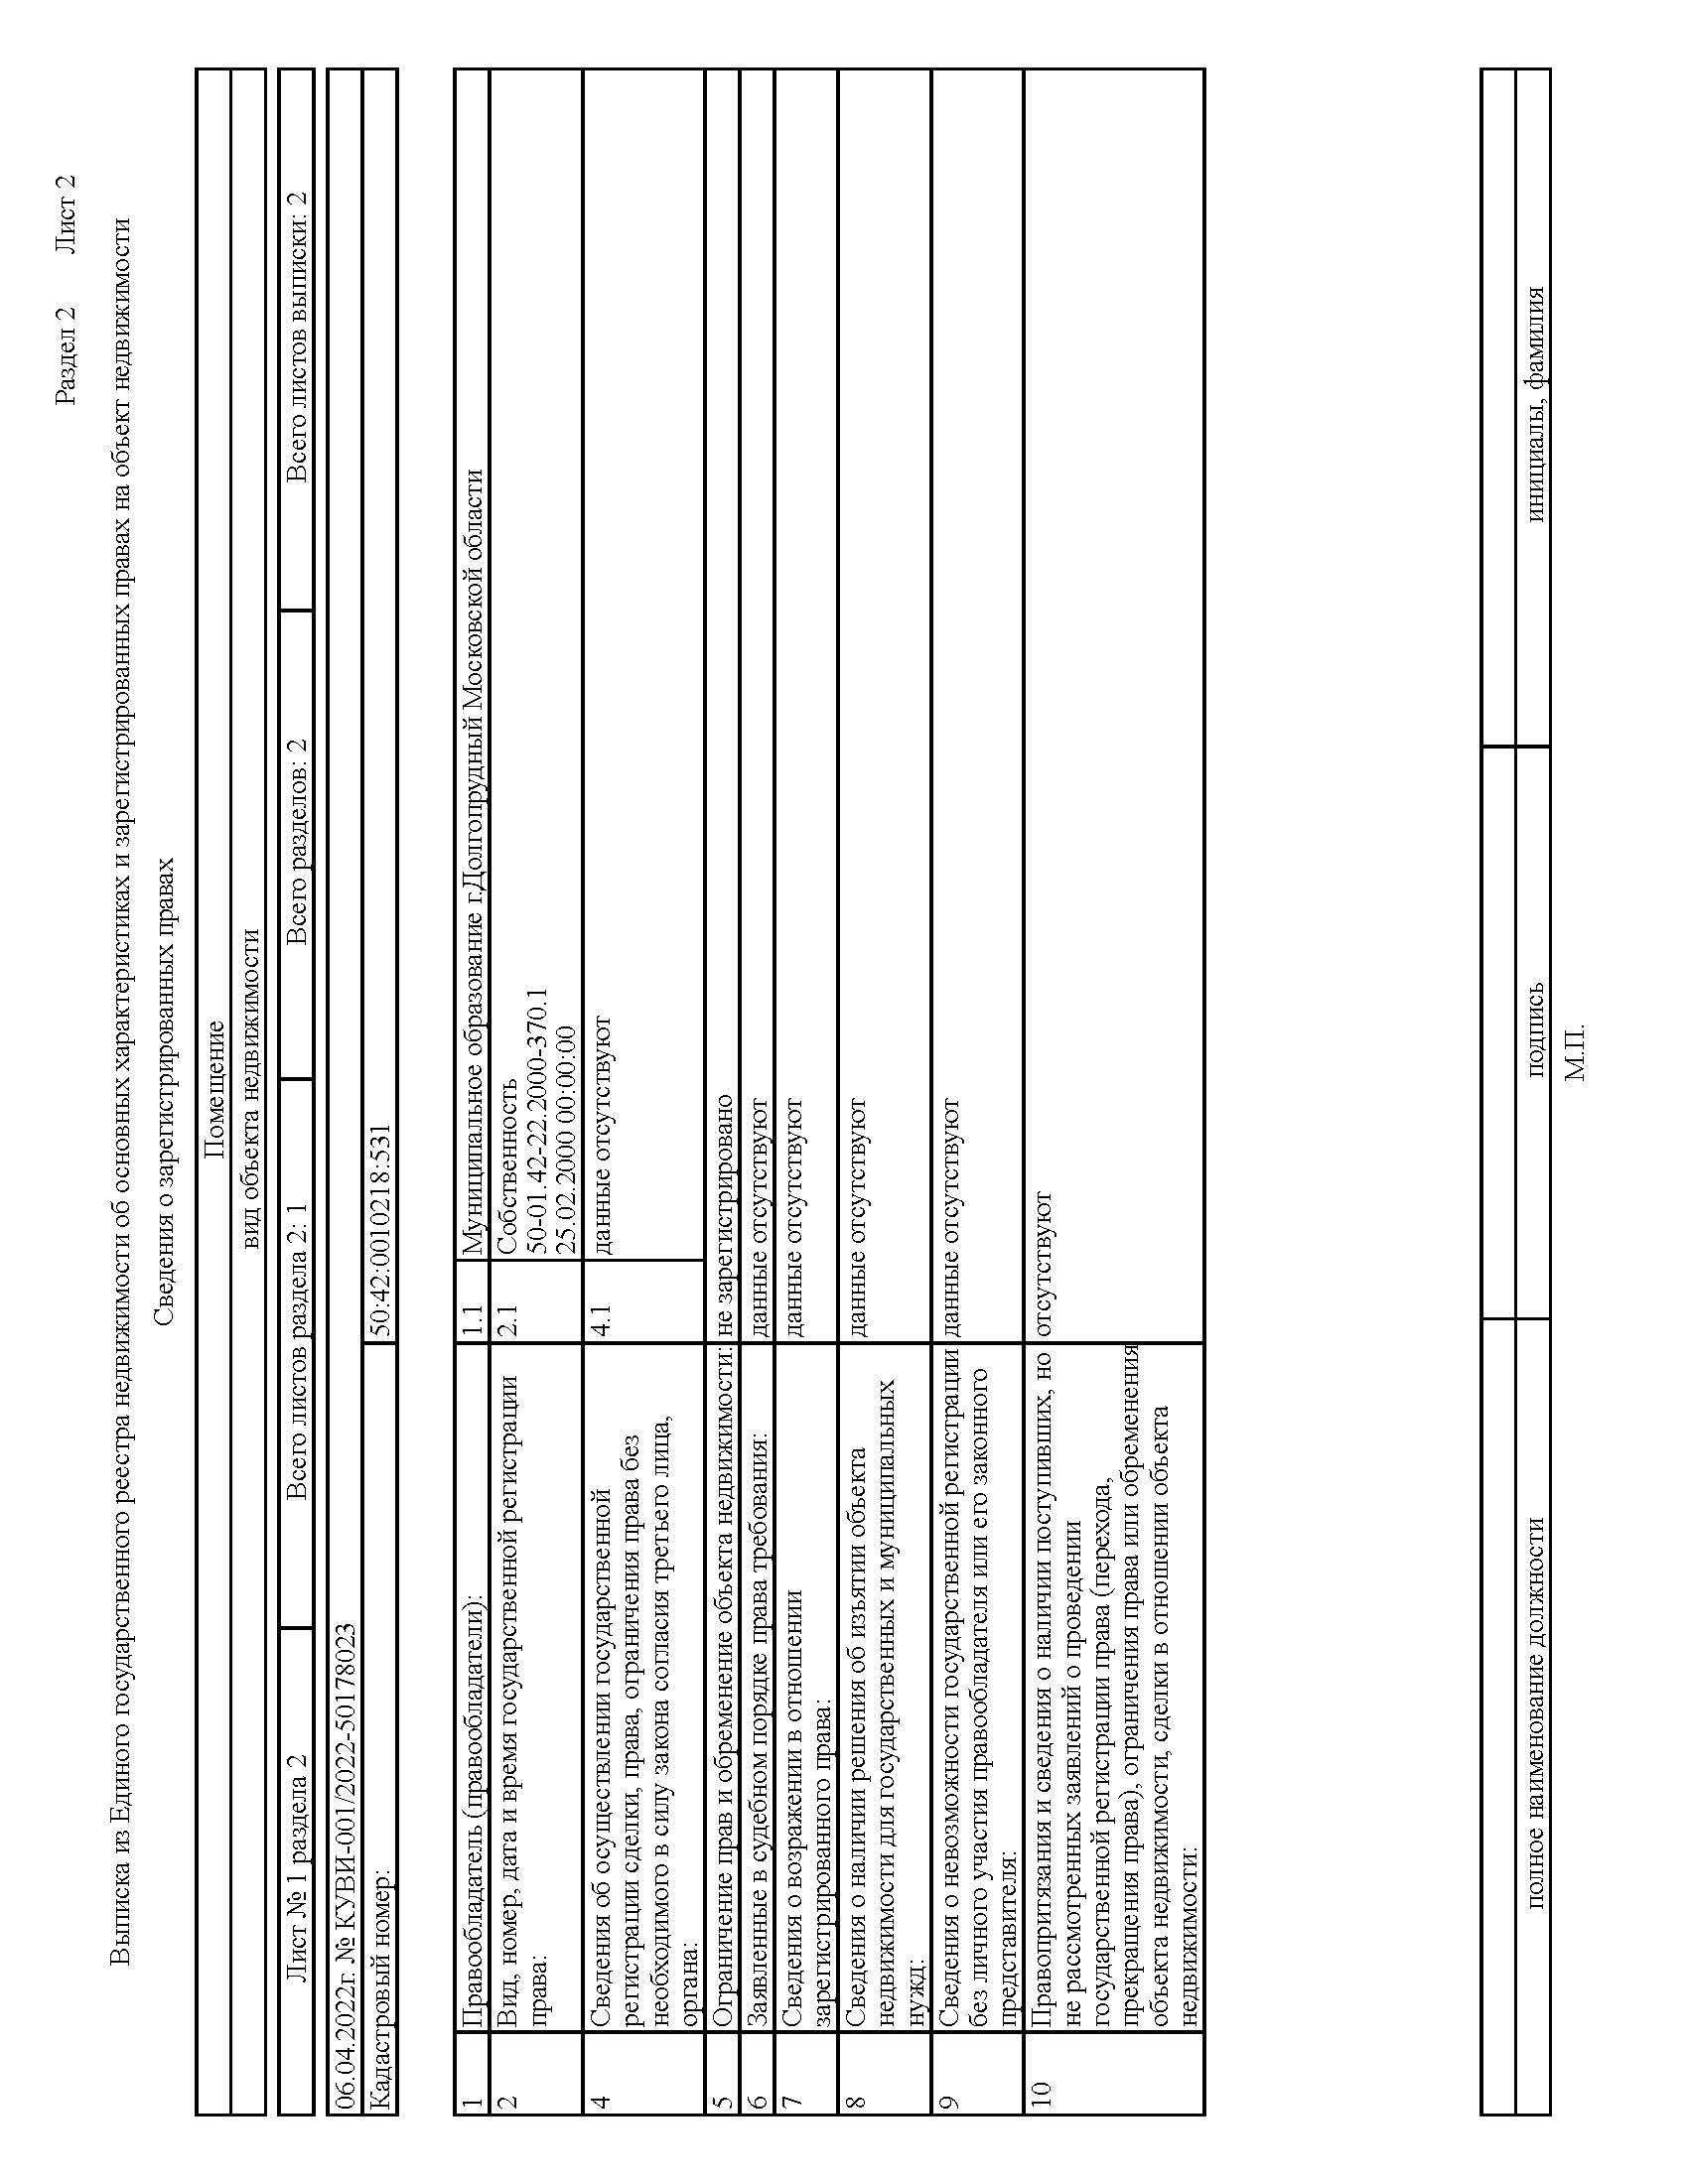 Раздел 2 Лист 2
Выписка из Единого государственного реестра недвижимости об основных характеристиках и зарегистрированных правах на объект недвижимости
Сведения о зарегистрированных правах
Помещение
вид объекта недвижимости
Лист № 1 раздела 2 Всего листов раздела 2: 1 Всего разделов: 2 Всего листов выписки: 2
06.04.2022г. № КУВИ-001/2022-50178023
Кадастровый номер: 50:42:0010218:531
1 Правообладатель (правообладатели): 1.1 Муниципальное образование г.Долгопрудный Московской области
2 Вид, номер, дата и время государственной регистрации
права:
2.1 Собственность
50-01.42-22.2000-370.1
25.02.2000 00:00:00
4 Сведения об осуществлении государственной
регистрации сделки, права, ограничения права без
необходимого в силу закона согласия третьего лица,
органа:
4.1 данные отсутствуют
5 Ограничение прав и обременение объекта недвижимости: не зарегистрировано
6 Заявленные в судебном порядке права требования: данные отсутствуют
7 Сведения о возражении в отношении
зарегистрированного права:
данные отсутствуют
8 Сведения о наличии решения об изъятии объекта
недвижимости для государственных и муниципальных
нужд:
данные отсутствуют
9 Сведения о невозможности государственной регистрации
без личного участия правообладателя или его законного
представителя:
данные отсутствуют
10 Правопритязания и сведения о наличии поступивших, но
не рассмотренных заявлений о проведении
государственной регистрации права (перехода,
прекращения права), ограничения права или обременения
объекта недвижимости, сделки в отношении объекта
недвижимости:
отсутствуют
полное наименование должности подпись инициалы, фамилия
М.П.